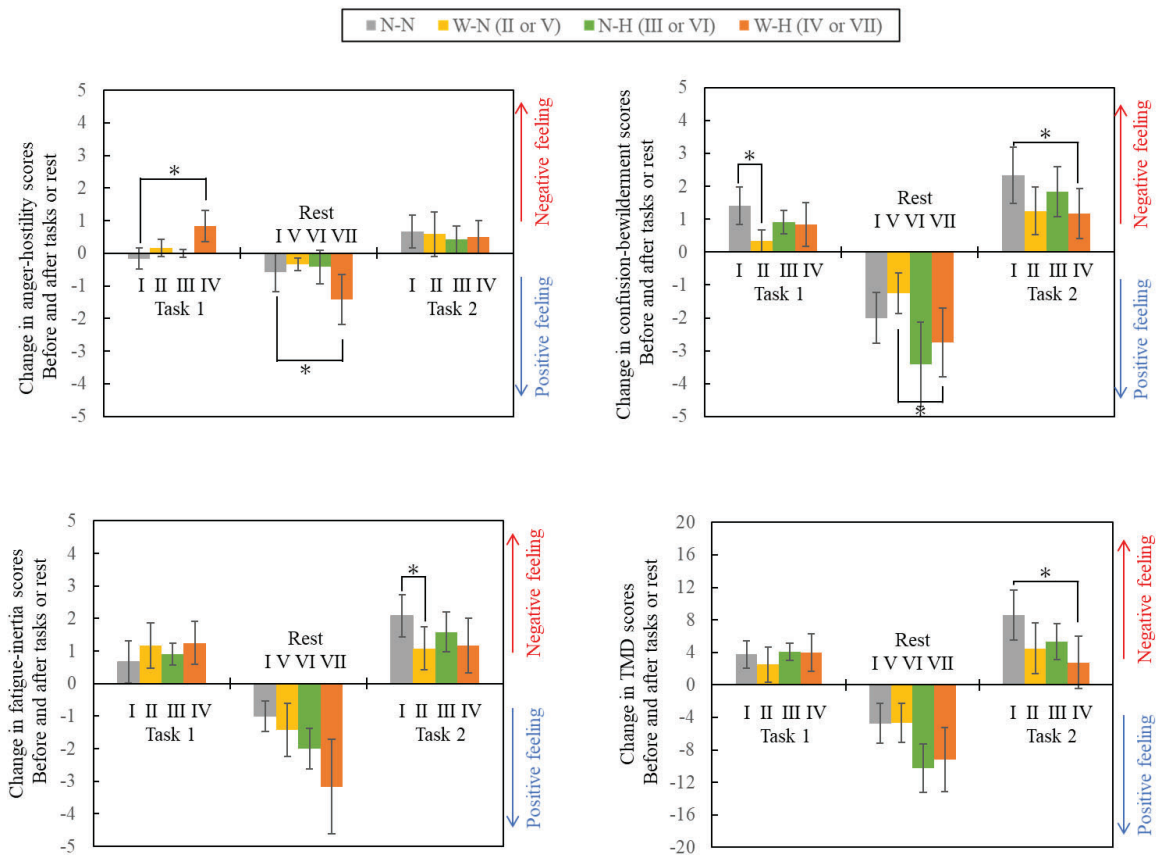 N-N W-N (II or V) N-H (III or VI) W-H (IV or VII)
Change in anger-hostility scores
Before and after tasks or rest
5
4
3
2
1
0
-1
-2
-3
-4
-5
*
I II III IV
Task 1
Rest
I V VI VII
*
I II III IV
Task 2
Negative feeling
Positive feeling
Change in confusion-bewilderment scores
Before and after tasks or rest
5
4
3
2
1
0
-1
-2
-3
-4
-5
*
I II III IV
Task 1
Rest
I V VI VII
*
*
I II III IV
Task 2
Negative feeling
Positive feeling
Change in fatigue-inertia scores
Before and after tasks or rest
5
4
3
2
1
0
-1
-2
-3
-4
-5
I II III IV
Task 1
Rest
I V VI VII
*
I II III IV
Task 2
Negative feeling
Positive feeling
Change in TMD scores
Before and after tasks or rest
20
16
12
8
4
0
-4
-8
-12
-16
-20
I II III IV
Task 1
Rest
I V VI VII
*
I II III IV
Task 2
Negative feeling
Positive feeling